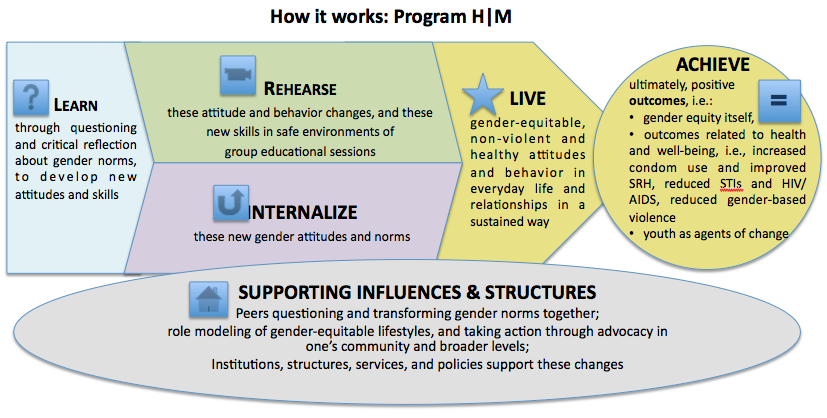 How it works: Program H|M
?
LEARN
through questioning
and critical reflection
about gender norms,
to develop new
attitudes and skills
REHEARSE
these attitude and behavior changes, and these
new skills in safe environments of
group educational sessions
INTERNALIZE
these new gender attitudes and norms
LIVE
gender-equitable,
non-violent and
healthy attitudes
and behavior in
everyday life and
relationships in a
sustained way
ACHIEVE
ultimately, positive
outcomes, i.e.:
=
• gender equity itself,
• outcomes related to health
and well-being, i.e., increased
condom use and improved
SRH, reduced STIs and HIV/
AIDS, reduced gender-based
violence
• youth as agents of change
SUPPORTING INFLUENCES & STRUCTURES
Peers questioning and transforming gender norms together;
role modeling of gender-equitable lifestyles, and taking action through advocacy in
one's community and broader levels;
Institutions, structures, services, and policies support these changes